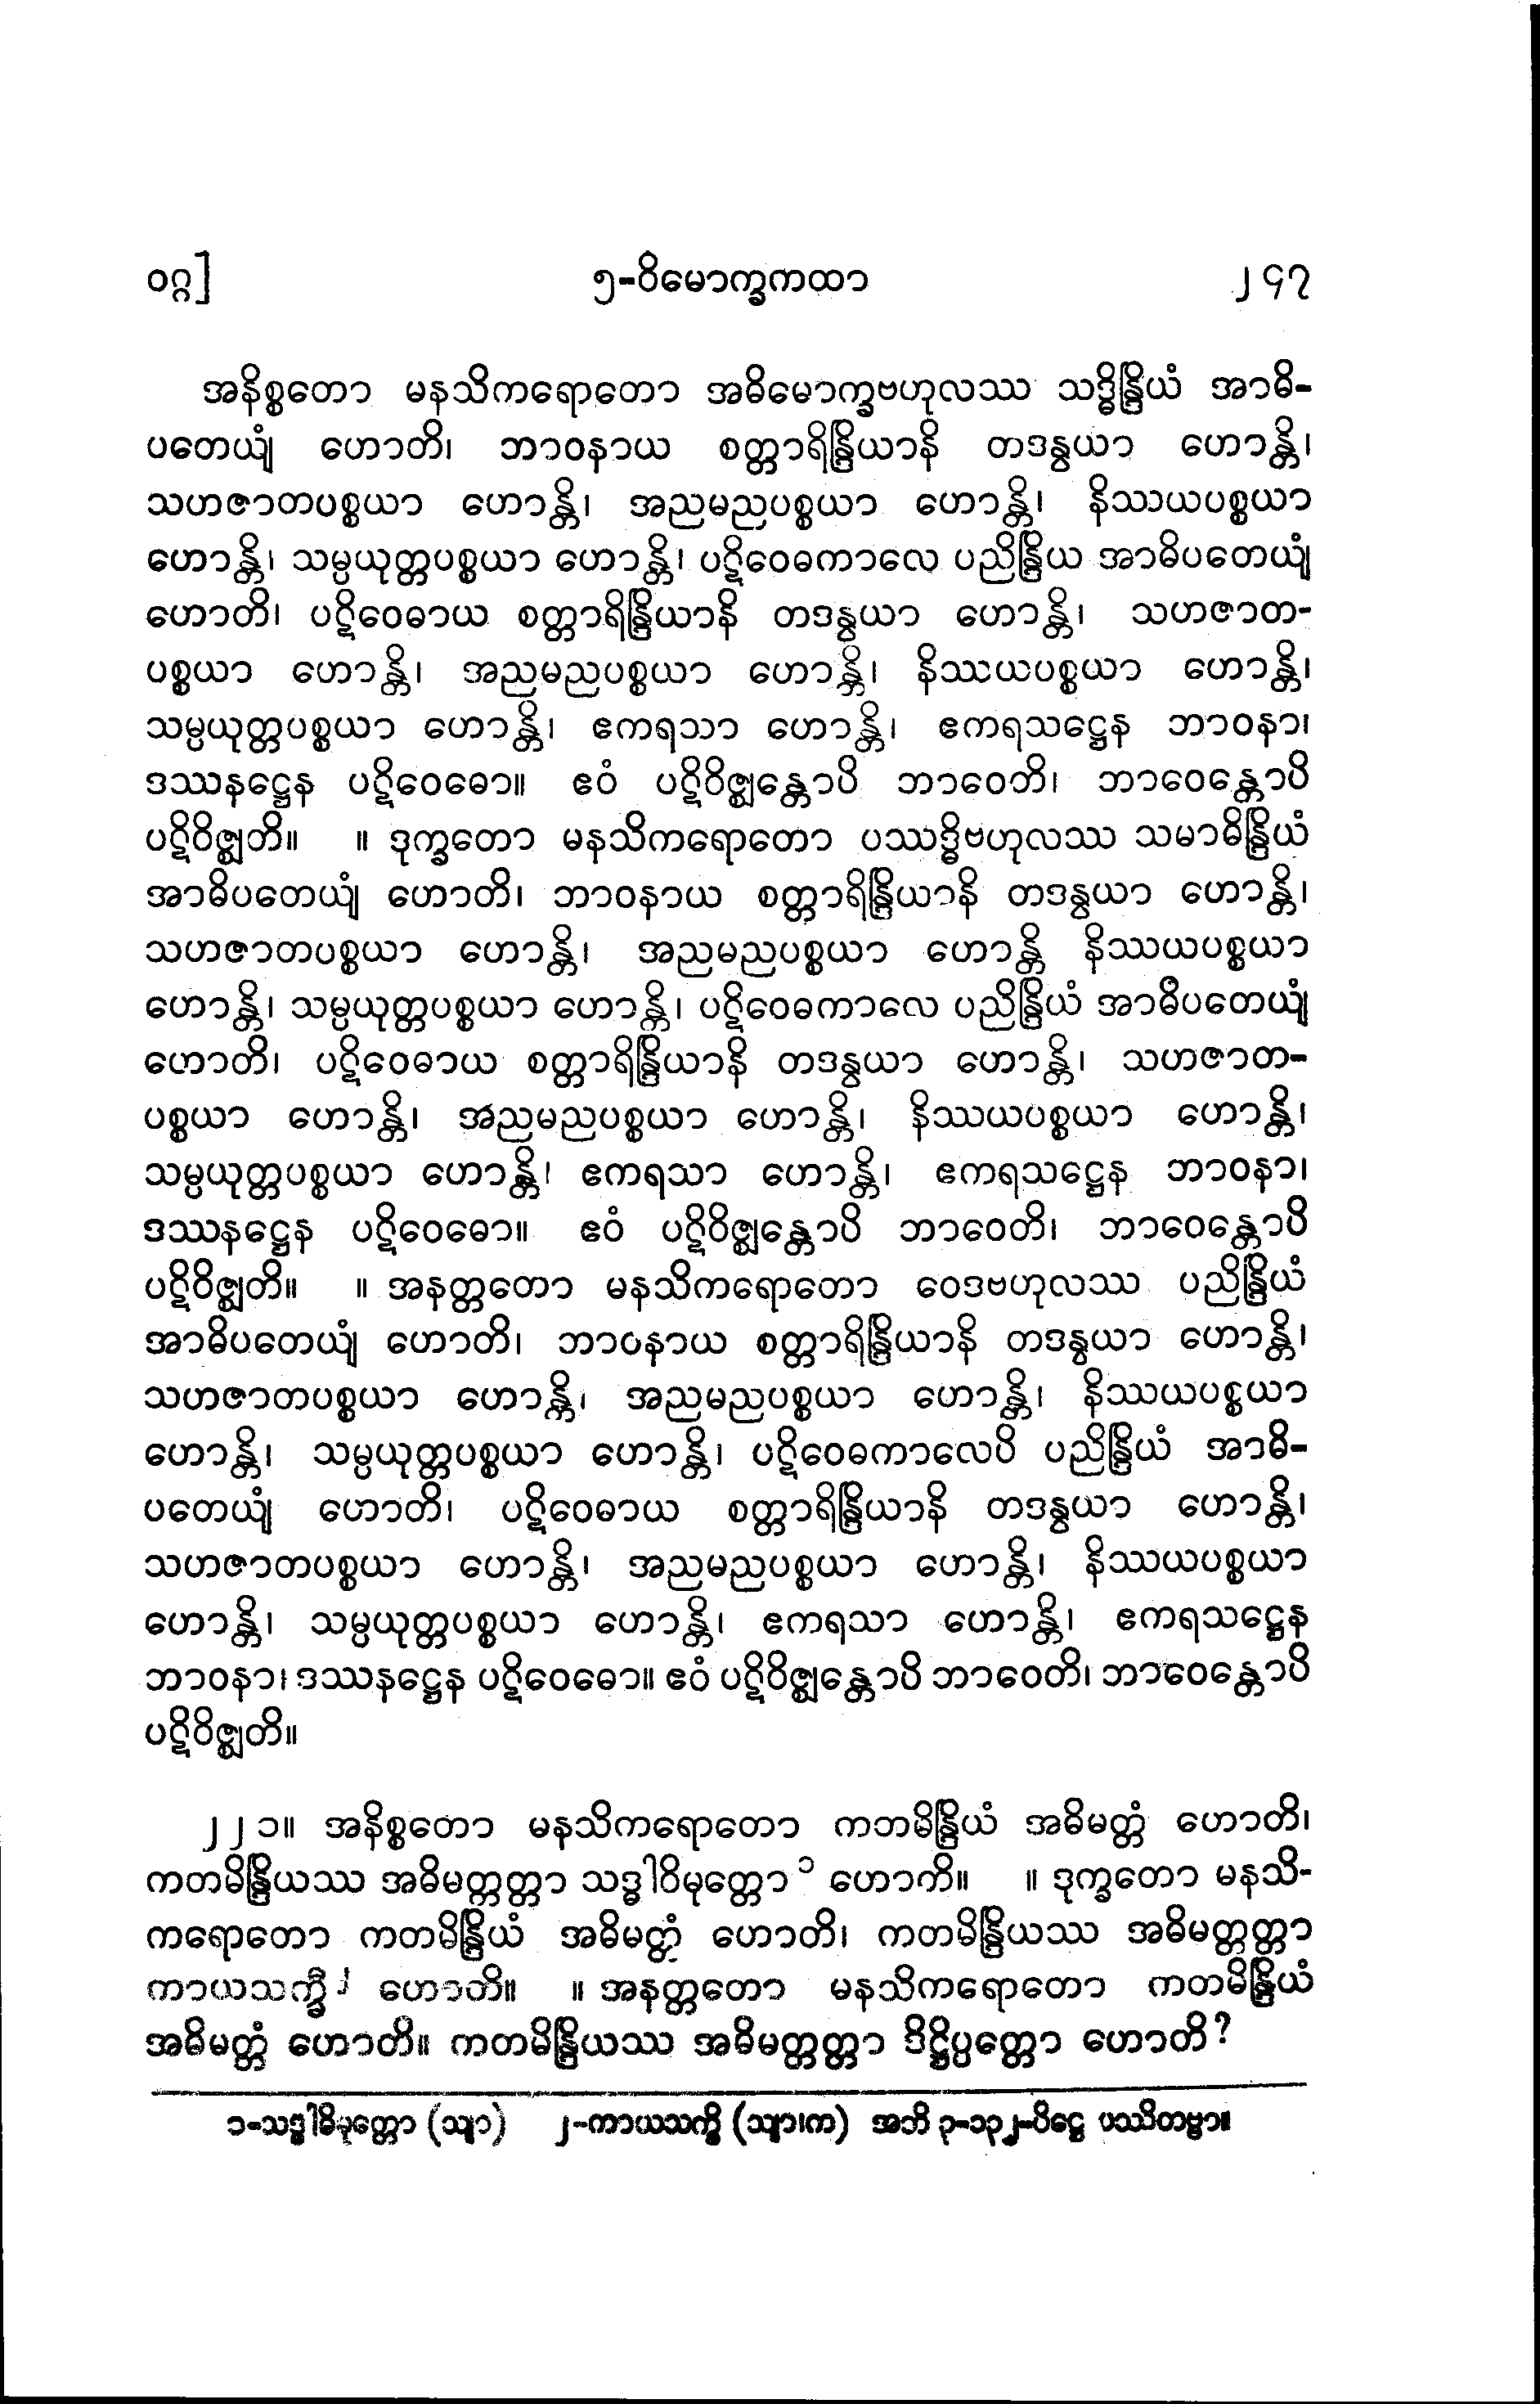 ဝဂ္ဂ]	၅-ဝိမောက္ခကထာ	၂၄၇
အနိစ္စတော မနသိကရောတော အဓိမောက္ခဗဟုလဿ သဒ္ဓိန္ဒြိယံ အာဓိ-
ပတေယျံ ဟောတိ၊ ဘာဝနာယ စတ္တာရိန္ဒြိယာနိ တဒန္ွယာ ဟောန္တိ၊
သဟဇာတပစ္စယာ ဟောန္တိ၊ အညမညပစ္စယာ ဟောန္တိ၊ နိဿယပစ္စယာ
ဟောန္တိ၊ သမ္ပယုတ္တပစ္စယာ ဟောန္တိ၊ ပဋိဝေဓကာလေ ပညိန္ဒြိယ အာဓိပတေယျံ
ဟောတိ၊ ပဋိဝေဓာယ စတ္တာရိန္ဒြိယာနိ တဒန္ွယာ ဟောန္တိ၊ သဟဇာတ-
ပစ္စယာ ဟောန္တိ၊ အညမညပစ္စယာ ဟောန္တိ၊ နိဿယပစ္စယာ ဟောန္တိ၊
သမ္ပယုတ္တပစ္စယာ ဟောန္တိ၊ ဧကရသာ ဟောန္တိ၊ ဧကရသဋ္ဌေန ဘာဝနာ၊
ဒဿနဋ္ဌေန ပဋိဝေဓော။ ဧဝံ ပဋိဝိဇ္ဈန္တောပိ ဘာဝေတိ၊ ဘာဝေန္တောပိ
ပဋိဝိဇ္ဈတိ။ ။ ဒုက္ခတော မနသိကရောတော ပဿဒ္ဓိဗဟုလဿ သမာဓိန္ဒြိယံ
အာဓိပတေယျံ ဟောတိ၊ ဘာဝနာယ စတ္တာရိန္ဒြိယာနိ တဒန္ွယာ ဟောန္တိ၊
သဟဇာတပစ္စယာ ဟောန္တိ၊ အညမညပစ္စယာ ဟောန္တိ နိဿယပစ္စယာ
ဟောန္တိ၊ သမ္ပယုတ္တပစ္စယာ ဟောန္တိ၊ ပဋိဝေဓကာလေ ပညိန္ဒြိယံ အာဓိပတေယျံ
ဟောတိ၊ ပဋိဝေဓာယ စတ္တာရိန္ဒြိယာနိ တဒန္ွယာ ဟောန္တိ၊ သဟဇာတ-
ပစ္စယာ ဟောန္တိ၊ အညမညပစ္စယာ ဟောန္တိ၊ နိဿယပစ္စယာ ဟောန္တိ၊
သမ္ပယုတ္တပစ္စယာ ဟောန္တိ၊ ဧကရသာ ဟောန္တိ၊ ဧကရသဋ္ဌေန ဘာဝနာ၊
ဒဿနဋ္ဌေန ပဋိဝေဓော။ ဧဝံ ပဋိဝိဇ္ဈန္တောပိ ဘာဝေတိ၊ ဘာဝေန္တောပိ
ပဋိဝိဇ္ဈတိ။ ။ အနတ္တတော မနသိကရောတော ဝေဒဗဟုလဿ ပညိန္ဒြိယံ
အာဓိပတေယျံ ဟောတိ၊ ဘာဝနာယ စတ္တာရိန္ဒြိယာနိ တဒန္ွယာ ဟောန္တိ၊
သဟဇာတပစ္စယာ ဟောန္တိ၊ အညမညပစ္စယာ ဟောန္တိ၊ နိဿယပစ္စယာ
ဟောန္တိ၊ သမ္ပယုတ္တပစ္စယာ ဟောန္တိ၊ ပဋိဝေဓကာလေပိ ပညိန္ဒြိယံ အာဓိ-
ပတေယျံ ဟောတိ၊ ပဋိဝေဓာယ စတ္တာရိန္ဒြိယာနိ တဒန္ွယာ ဟောန္တိ၊
သဟဇာတပစ္စယာ ဟောန္တိ၊ အညမညပစ္စယာ ဟောန္တိ၊ နိဿယပစ္စယာ
ဟောန္တိ၊ သမ္ပယုတ္တပစ္စယာ ဟောန္တိ၊ ဧကရသာ ဟောန္တိ၊ ဧကရသဋ္ဌေန
ဘာဝနာ၊ ဒဿနဋ္ဌေန ပဋိဝေဓော။ ဧဝံ ပဋိဝိဇ္ဈန္တောပိ ဘာဝေတိ၊ ဘာဝေန္တောပိ
ပဋိဝိဇ္ဈတိ။
၂၂၁။ အနိစ္စတော မနသိကရောတော ကဘမိန္ဒြိယံ အဓိမတ္တံ ဟောတိ၊
ကတမိန္ဒြိယဿ အဓိမတ္တတ္တာ သဒ္ဓါဝိမုတ္တော ၁ ဟောကိ။ ။ ဒုက္ခတော မနသိ-
ကရောတော ကတမိန္ဒြိယံ အဓိမတ္တံ ဟောတိ၊ ကတမိန္ဒြိယဿ အဓိမတ္တတ္တာ
ကာယသက္ခီ ၂ ဟောတိ။ ။ အနတ္တတော မနသိကရောတော ကတမိန္ဒြိယံ
အဓိမတ္တံ ဟောတိ။ ကတမိန္ဒြိယဿ အဓိမတ္တတ္တာ ဒိဋ္ဌိပ္ပတ္တော ဟောတိ?
၁-သဒ္ဓါဓိမုတ္တော (သျာ) ၂-ကာယသက္ခိ (သျာ၊က) အဘိ ၃-၁၃၂-ပိဋ္ဌေ ပဿိတဗ္ဗာ။